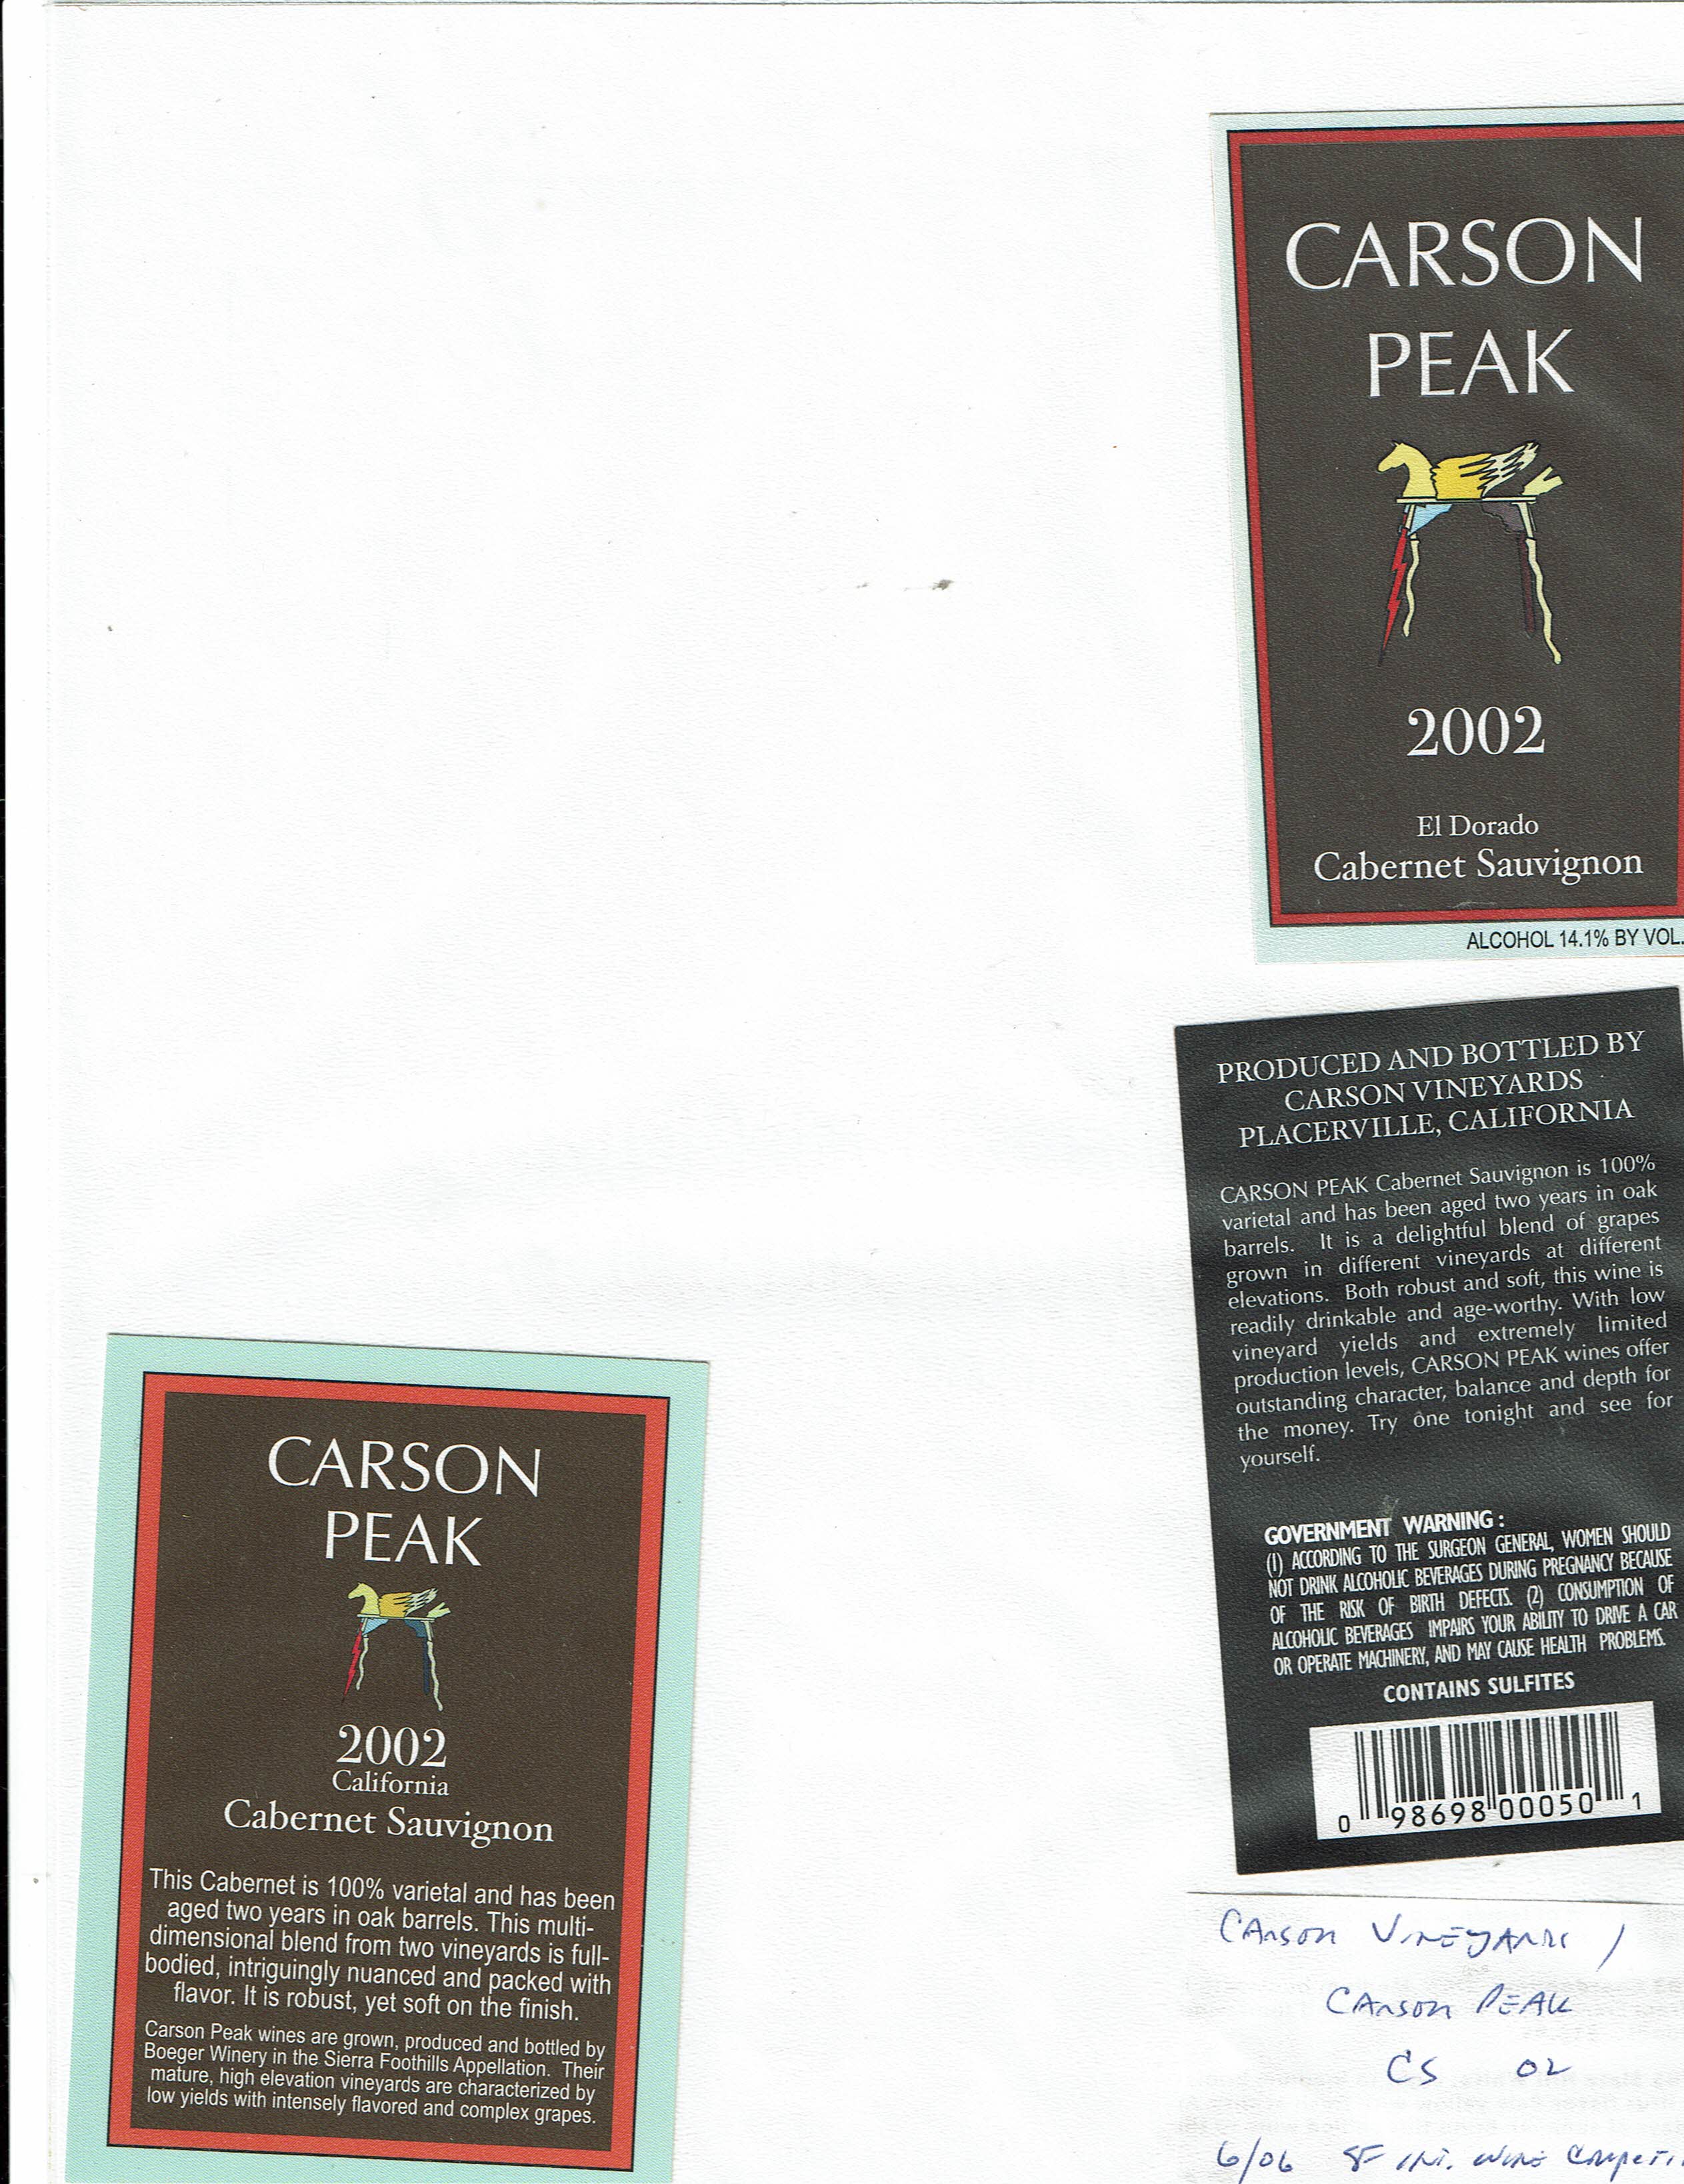 CARSON
PEAK
2002
El Dorado
Cabernet Sauvignon
ALCOHOL 14.1% BY VOL.
PRODUCED AND BOTTLED BY
CARSON VINEYARDS
PLACERVILLE, CALIFORNIA
CARSON PEAK Cabernet Sauvignon is 100%
varietal and has been aged two years in oak
barrels. It is a delightful blend of grapes
grown in different vineyards at different
elevations. Both robust and soft, this wine is
readily drinkable and age-worthy. With low
vineyard yields and extremely limited
production levels, CARSON PEAK wines offer
outstanding character, balance and depth for
the money. Try one tonight and see for
yourself.
GOVERNMENT WARNING :
(1) ACCORDING TO THE SURGEON GENERAL, WOMEN SHOULD
NOT DRINK ALCOHOLIC BEVERAGES DURING PREGNANCY BECAUSE
OF THE RISK OF BIRTH DEFECTS. (2) CONSUMPTION OF
ALCOHOLIC BEVERAGES IMPAIRS YOUR ABILITY TO DRIVE A CAR
OR OPERATE MACHINERY, AND MAY CAUSE HEALTH PROBLEMS.
CONTAINS SULFITES
0 98698 00050 1
CARSON
PEAK
2002
California
Cabernet Sauvignon
This Cabernet is 100% varietal and has been
aged two years in oak barrels. This multi-
dimensional blend from two vineyards is full-
bodied, intriguingly nuanced and packed with
flavor. It is robust, yet soft on the finish.
Carson Peak wines are grown, produced and bottled by
Boeger Winery in the Sierra Foothills Appellation. Their
mature, high elevation vineyards are characterized by
low yields with intensely flavored and complex grapes.
CARSON VINEYARDS /
CARSON PEAK
CS 02
6/06 SF INT. WINE COMPETI